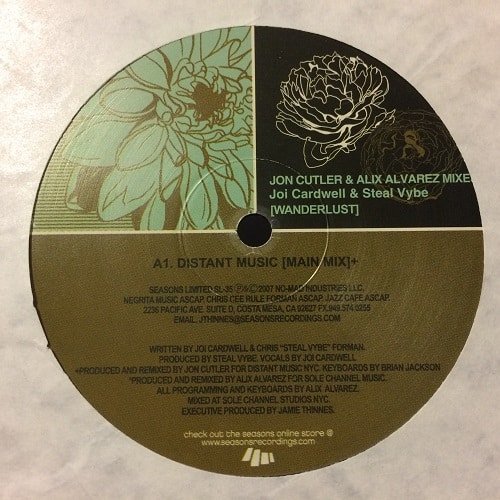 JON CUTLER & ALIX ALVAREZ MIXE
Joi Cardwell & Steal Vybe
[WANDERLUST]
A1. DISTANT MUSIC [MAIN MIX]+
SEASONS LIMITED SL-35 ℗&©2007 NO-MAD INDUSTRIES LLC.
NEGRITA MUSIC ASCAP. CHRIS CEE RULE FORMAN ASCAP. JAZZ CAFE ASCAP.
2236 PACIFIC AVE. SUITE D, COSTA MESA, CA 92627 FX.949.574.0255
EMAIL. JTHINNES@SEASONSRECORDINGS.COM
WRITTEN BY JOI CARDWELL & CHRIS "STEAL VYBE" FORMAN.
PRODUCED BY STEAL VYBE. VOCALS BY JOI CARDWELL
+PRODUCED AND REMIXED BY JON CUTLER FOR DISTANT MUSIC NYC. KEYBOARDS BY BRIAN JACKSON
*PRODUCED AND REMIXED BY ALIX ALVAREZ FOR SOLE CHANNEL MUSIC.
ALL PROGRAMMING AND KEYBOARDS BY ALIX ALVAREZ.
MIXED AT SOLE CHANNEL STUDIOS NYC.
EXECUTIVE PRODUCED BY JAMIE THINNES.
check out the seasons online store @
www.seasonsrecordings.com